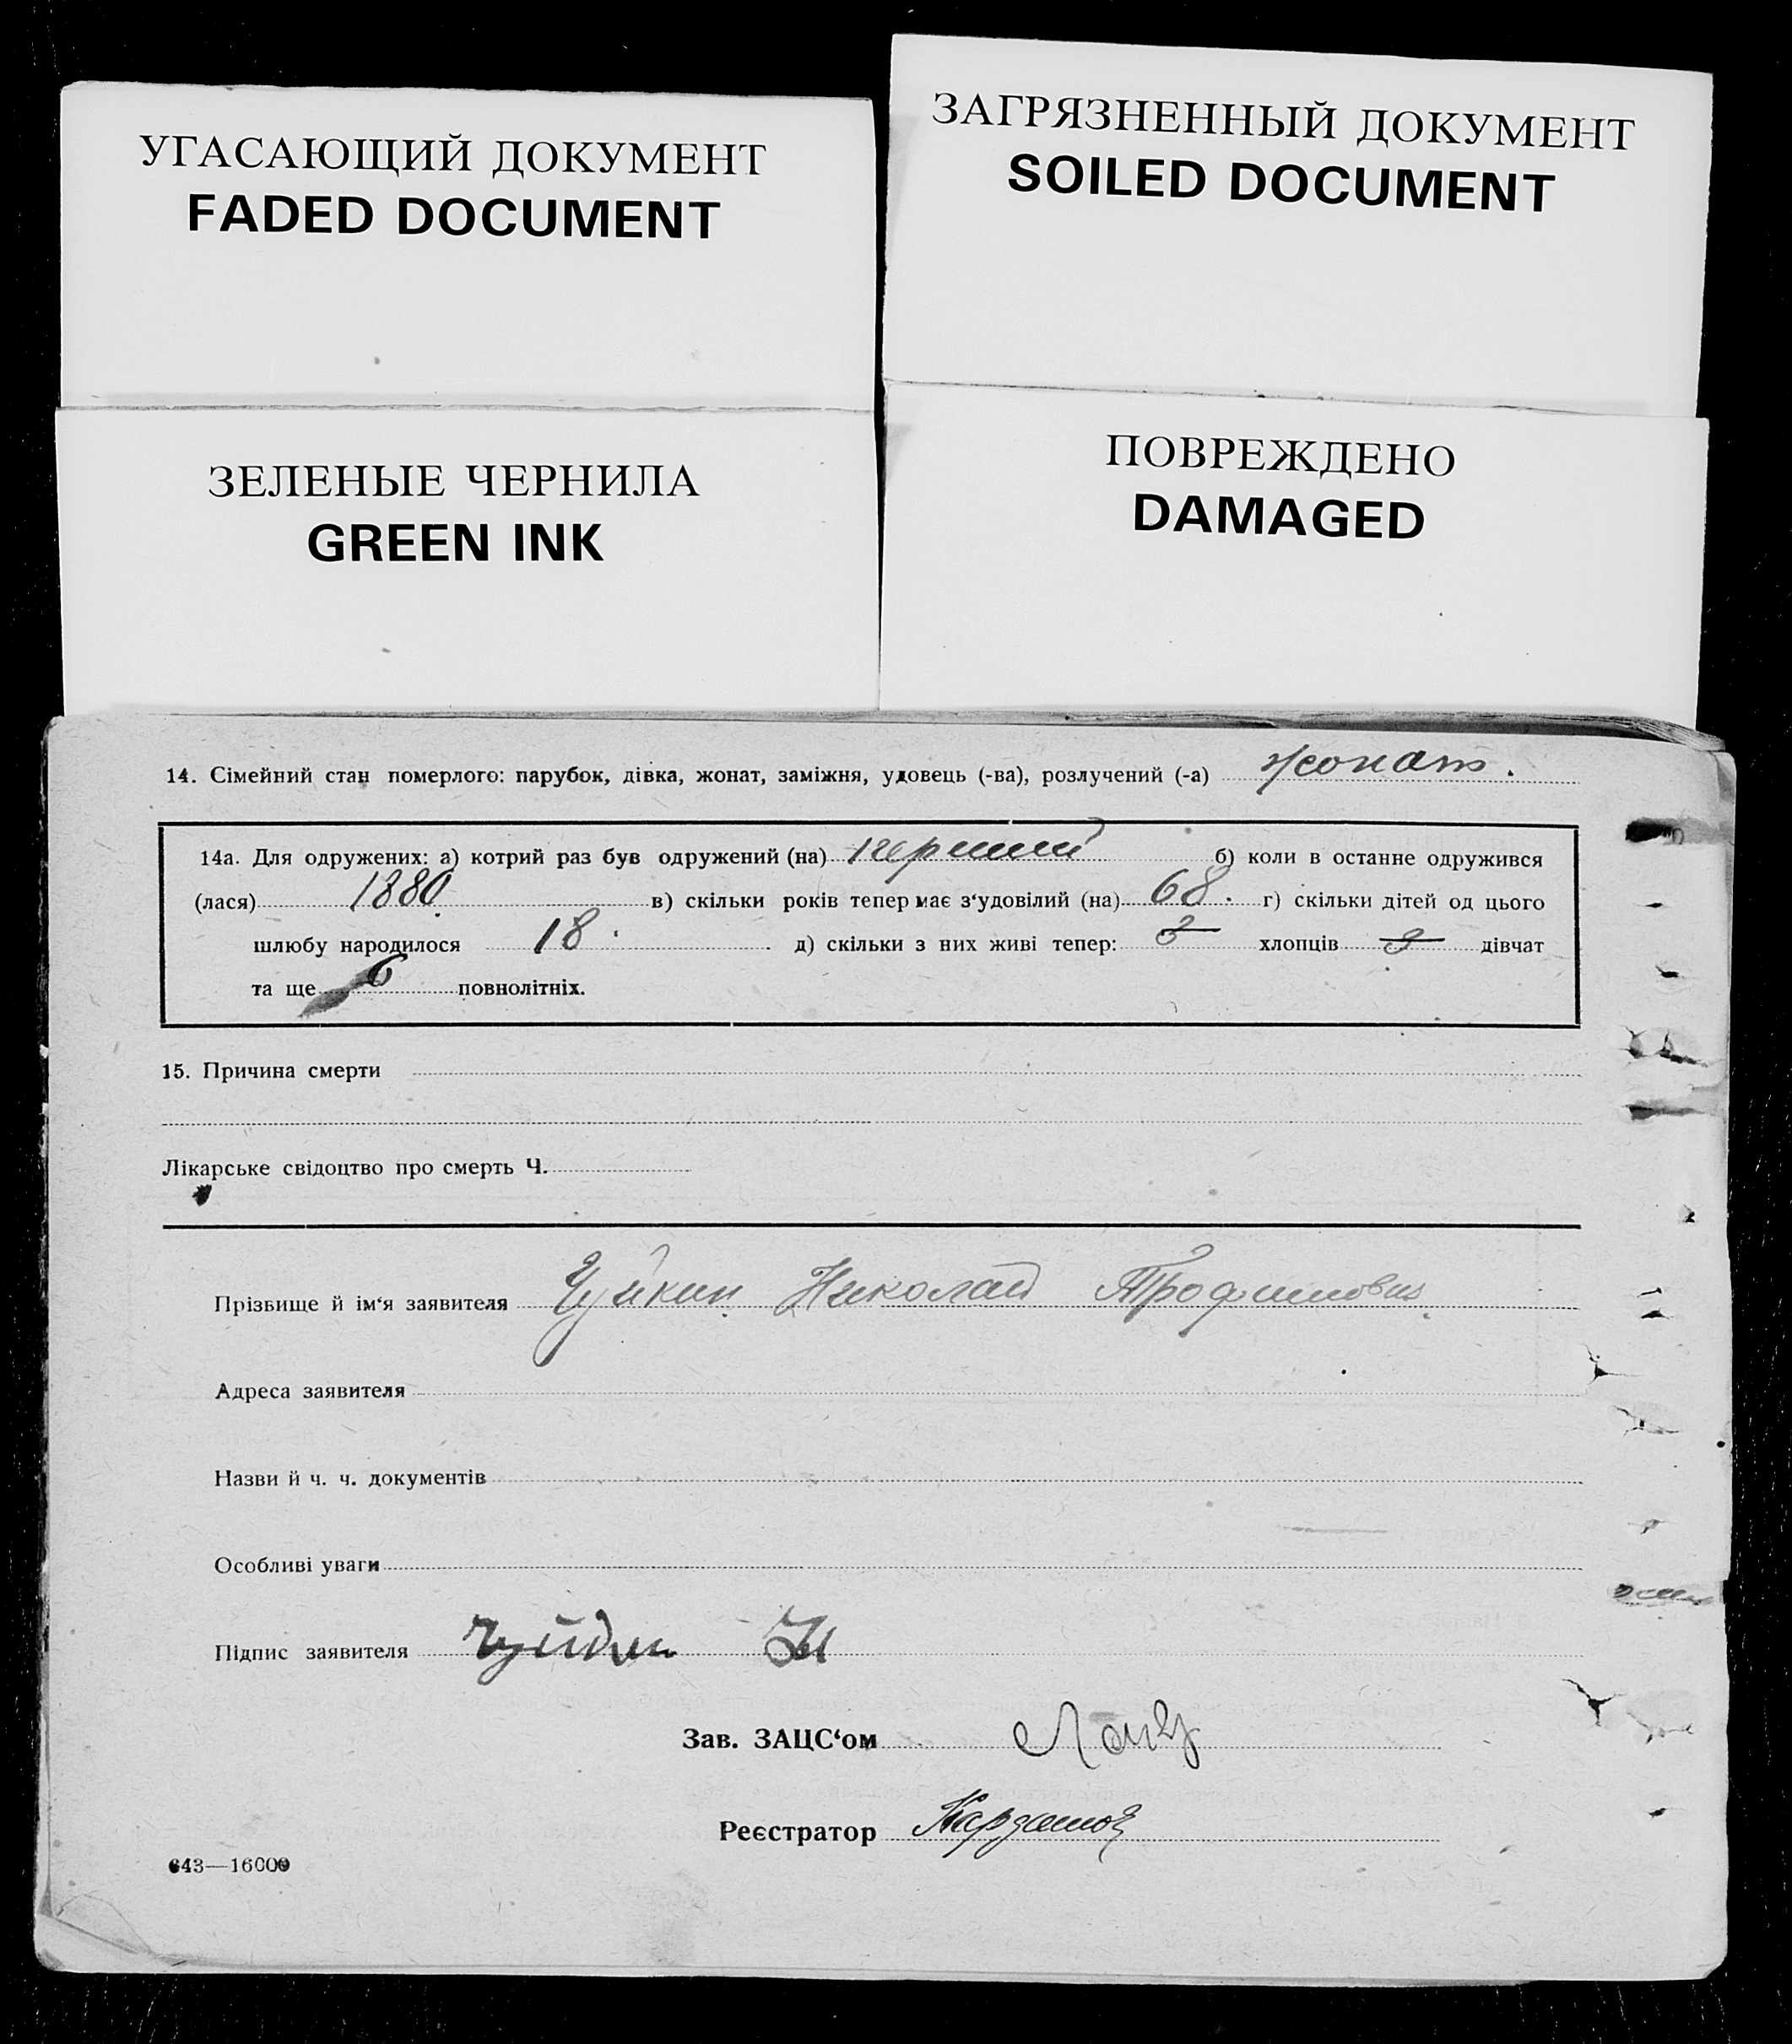 УГАСАЮЩИЙ ДОКУМЕНТ
FADED DOCUMENT
ЗАГРЯЗНЕННЫЙ ДОКУМЕНТ
SOILED DOCUMENT
ЗЕЛЕНЫЕ ЧЕРНИЛА
GREEN INK
ПОВРЕЖДЕНО
DAMAGED
14. Сімейний стан померлого: парубок, дівка, жонат, заміжня, удовець (-ва), розлучений (-а) жонат.
14а. Для одружених: а) котрий раз був одружений (на) перший б) коли в останне одружився
(лася) 1880 в) скільки років тепер має з‘удовілий (на) 68. г) скільки дітей од цього
шлюбу народилося 18. д) скільки з них живі тепер: хлопців дівчат
та ще 6 повнолітніх.
15. Причина смерти
Лікарське свідоцтво про смерть Ч.
Прізвище й ім‘я заявителя Чуйкин Николай Трофимович
Адреса заявителя
Назви й ч. ч. документів
Особливі уваги
Підпис заявителя Н
Зав. ЗАЦС‘ом
Реєстратор
643—16000